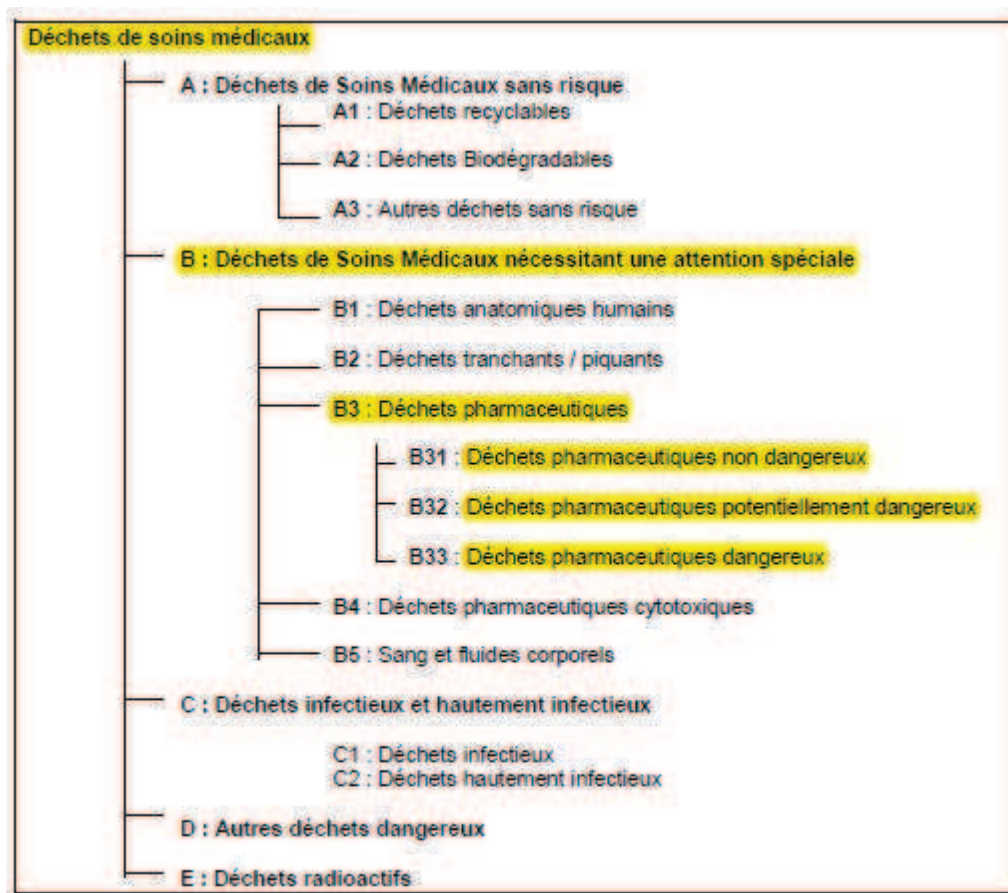 Déchets de soins médicaux
A : Déchets de Soins Médicaux sans risque
A1 : Déchets recyclables
A2 : Déchets Biodégradables
A3 : Autres déchets sans risque
B : Déchets de Soins Médicaux nécessitant une attention spéciale
B1 : Déchets anatomiques humains
B2 : Déchets tranchants / piquants
B3 : Déchets pharmaceutiques
B31 : Déchets pharmaceutiques non dangereux
B32 : Déchets pharmaceutiques potentiellement dangereux
B33 : Déchets pharmaceutiques dangereux
B4 : Déchets pharmaceutiques cytotoxiques
B5 : Sang et fluides corporels
C : Déchets infectieux et hautement infectieux
C1 : Déchets infectieux
C2 : Déchets hautement infectieux
D : Autres déchets dangereux
E : Déchets radioactifs